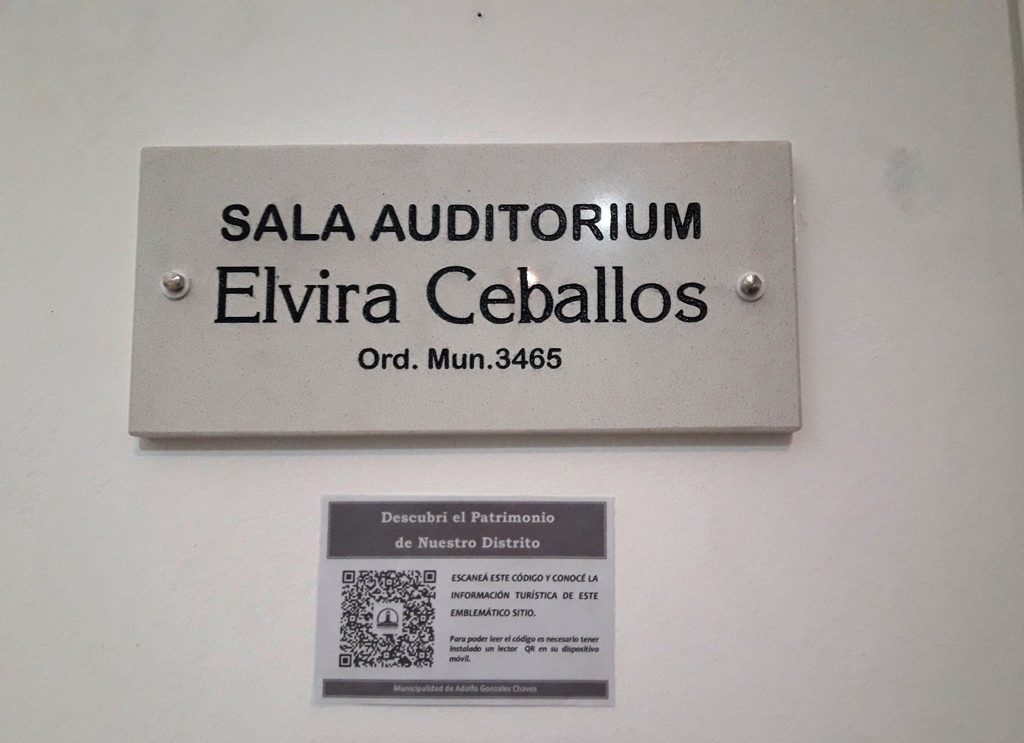 SALA AUDITORIUM
Elvira Ceballos
Ord. Mun.3465
Descubrí el Patrimonio
de Nuestro Distrito
ESCANEÁ ESTE CÓDIGO Y CONOCÉ LA
INFORMACIÓN TURÍSTICA DE ESTE
EMBLEMÁTICO SITIO.
Para poder leer el código es necesario tener
instalado un lector QR en su dispositivo
móvil.
Municipalidad de Adolfo Gonzales Chaves